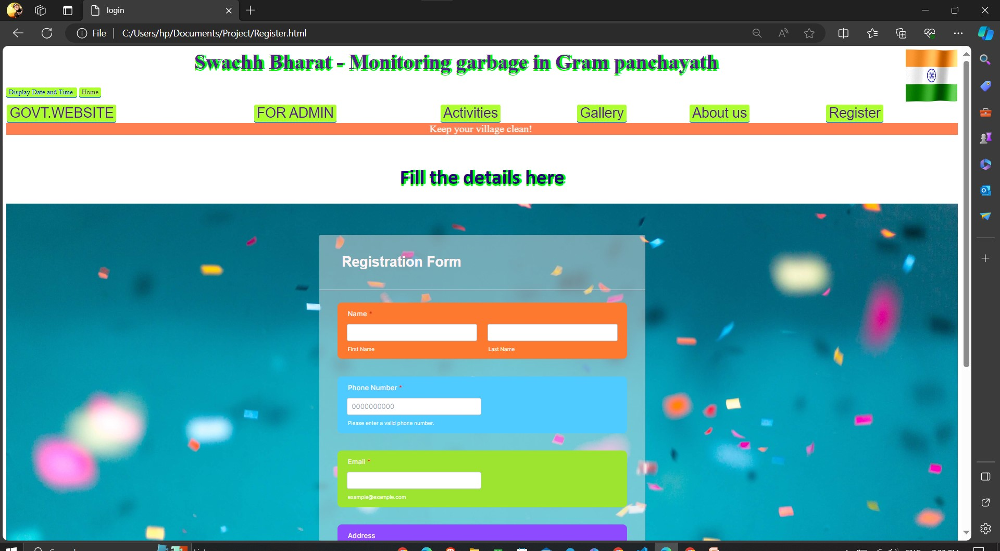 login
File
C:/Users/hp/Documents/Project/Register.html
Swachh Bharat - Monitoring garbage in Gram panchayath
Display Date and Time. Home
GOVT.WEBSITE FOR ADMIN Activities Gallery About us Register
Keep your village clean!
Fill the details here
Registration Form
Name *
First Name Last Name
Phone Number *
0000000000
Please enter a valid phone number.
Email *
example@example.com
Address